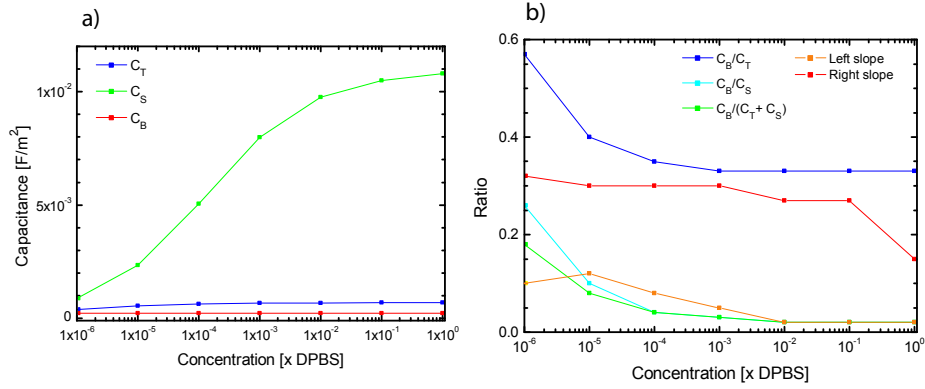 a)
C_T
C_S
C_B
1x10^-2
5x10^-3
0
Capacitance [F/m^2]
1x10^-6 1x10^-5 1x10^-4 1x10^-3 1x10^-2 1x10^-1 1x10^0
Concentration [x DPBS]
b)
C_B/C_T
C_B/C_S
C_B/(C_T+ C_S)
Left slope
Right slope
0.6
0.4
0.2
0.0
Ratio
10^-6 10^-5 10^-4 10^-3 10^-2 10^-1 10^0
Concentration [x DPBS]